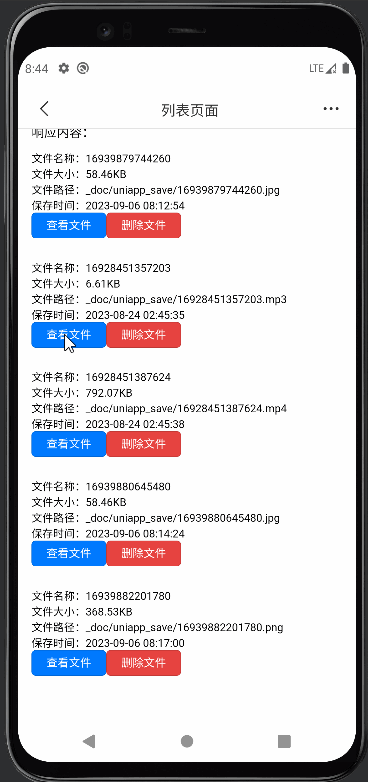 8:44
LTE
列表页面
响应内容：
文件名称：16939879744260
文件大小：58.46KB
文件路径：_doc/uniapp_save/16939879744260.jpg
保存时间：2023-09-06 08:12:54
查看文件 删除文件
文件名称：16928451357203
文件大小：6.61KB
文件路径：_doc/uniapp_save/16928451357203.mp3
保存时间：2023-08-24 02:45:35
查看文件 删除文件
文件名称：16928451387624
文件大小：792.07KB
文件路径：_doc/uniapp_save/16928451387624.mp4
保存时间：2023-08-24 02:45:38
查看文件 删除文件
文件名称：16939880645480
文件大小：58.46KB
文件路径：_doc/uniapp_save/16939880645480.jpg
保存时间：2023-09-06 08:14:24
查看文件 删除文件
文件名称：16939882201780
文件大小：368.53KB
文件路径：_doc/uniapp_save/16939882201780.png
保存时间：2023-09-06 08:17:00
查看文件 删除文件